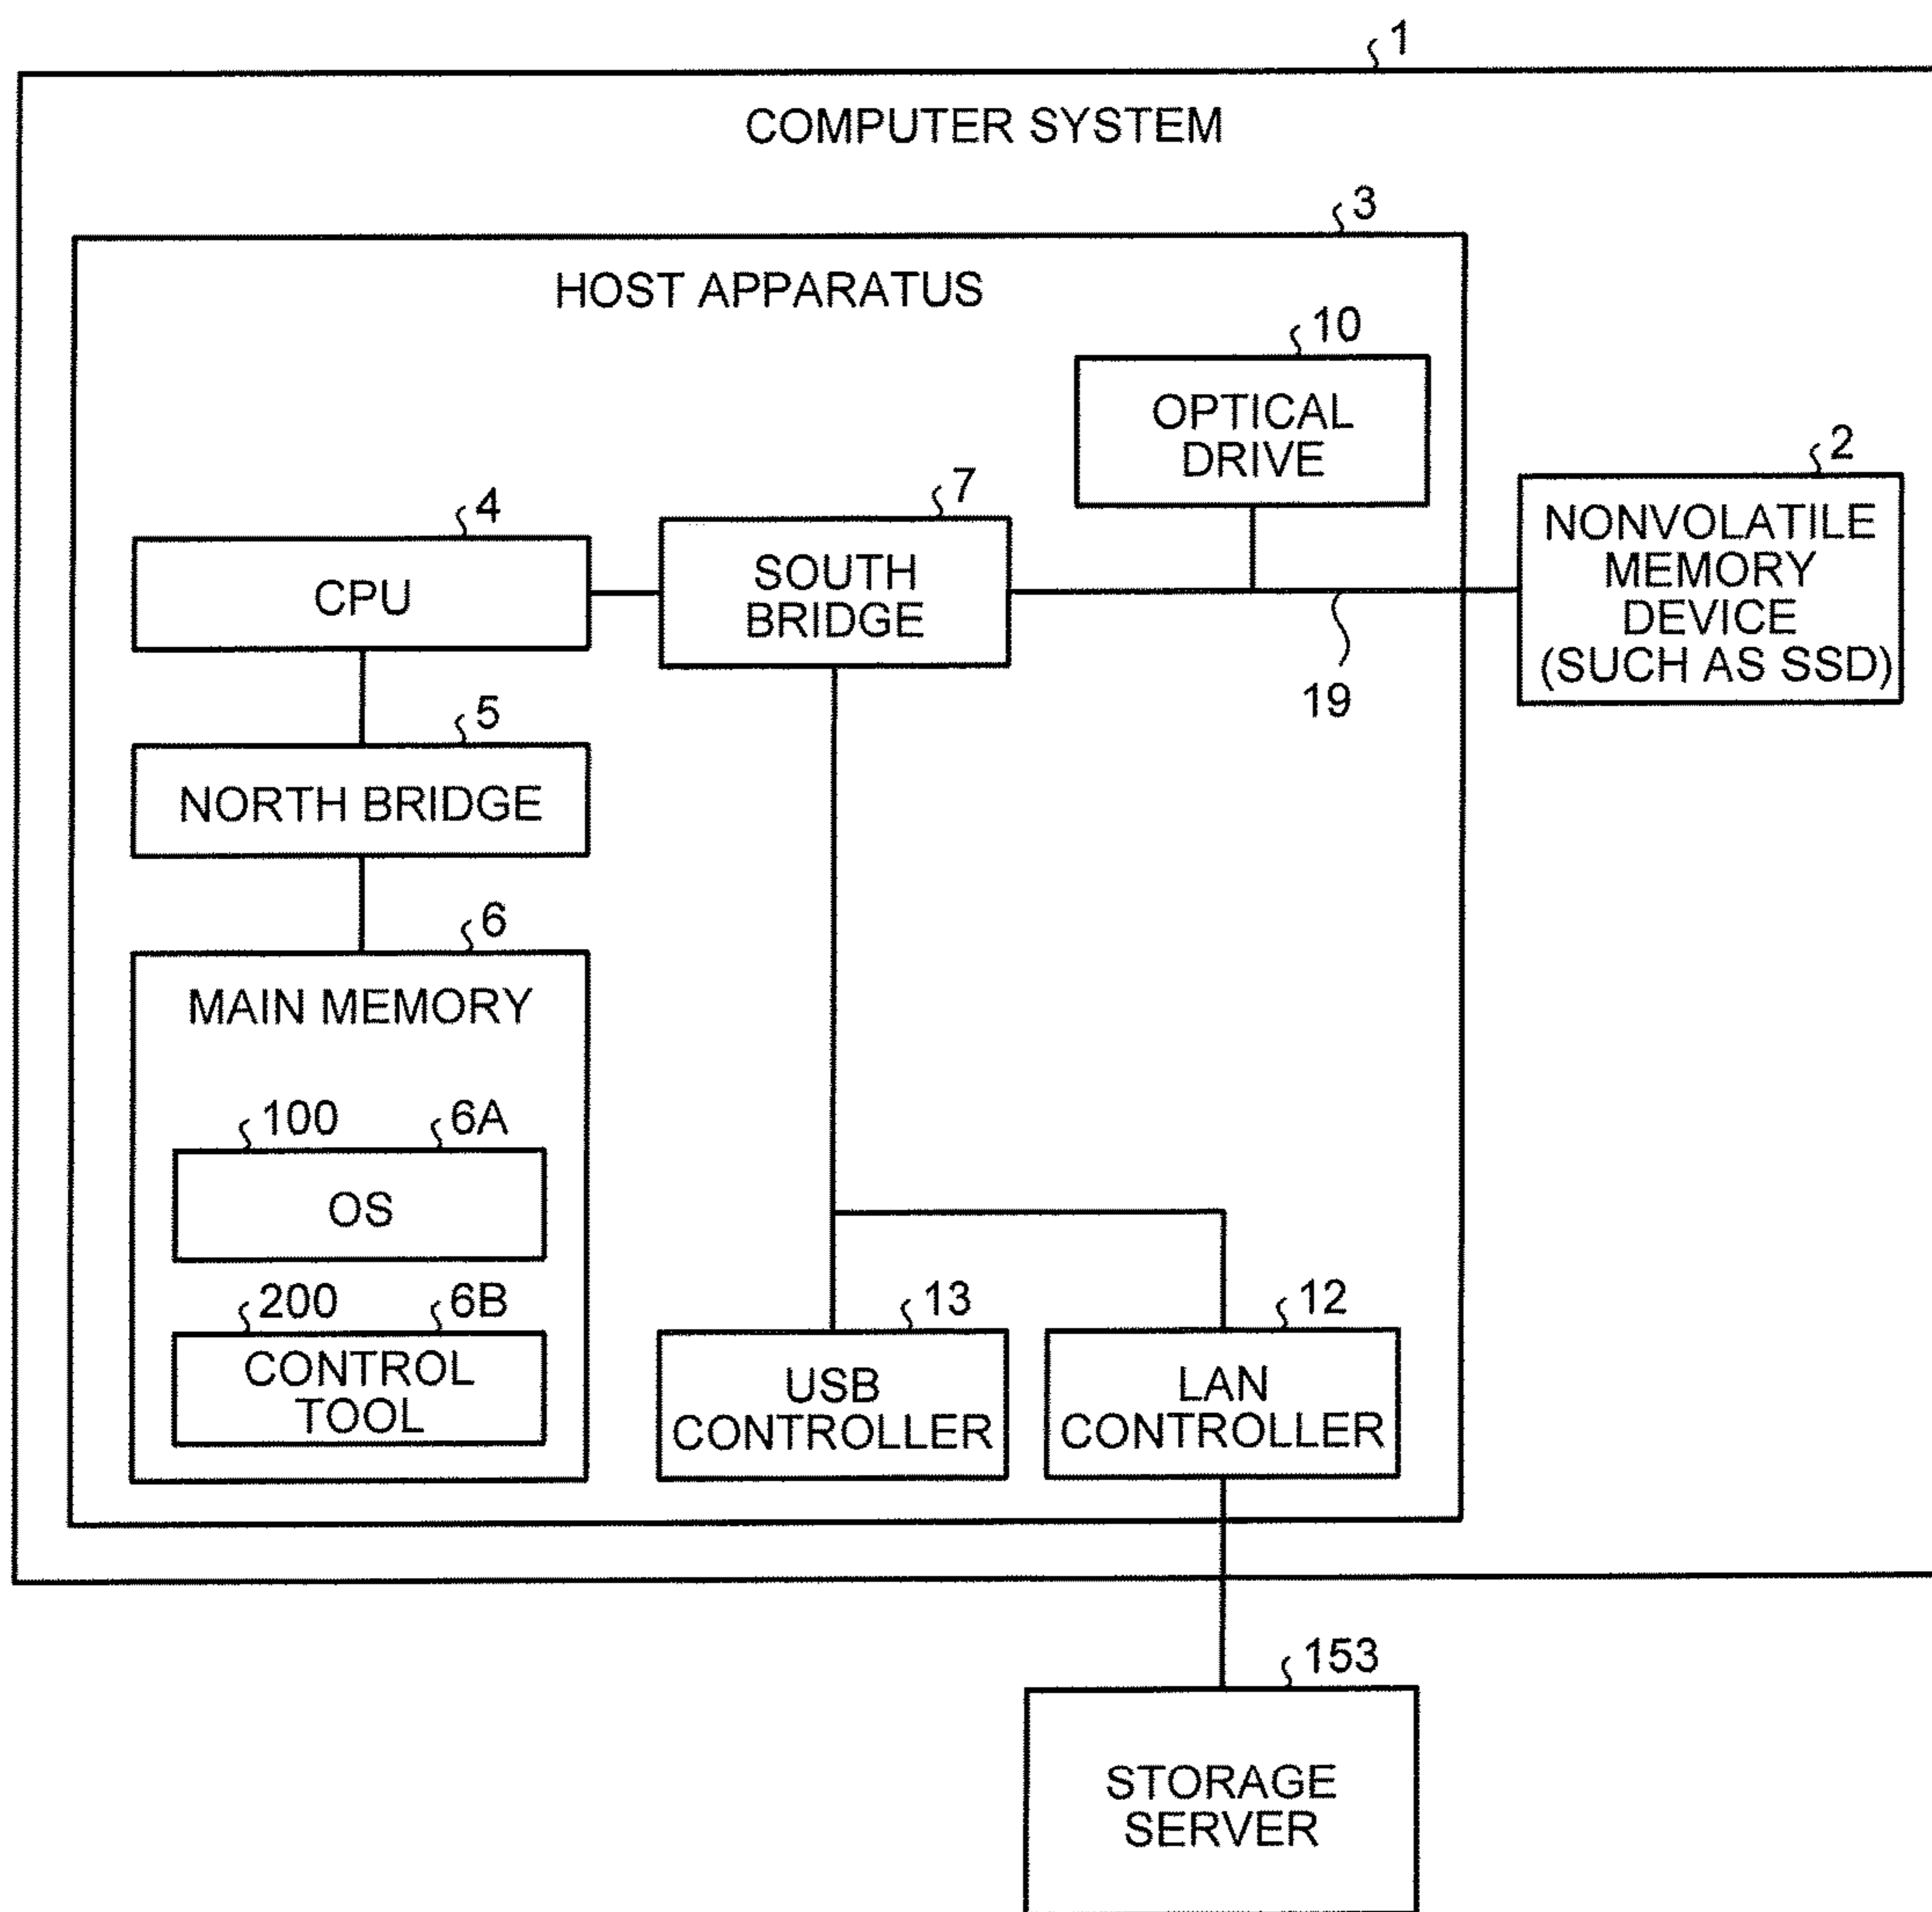 1
COMPUTER SYSTEM
3
HOST APPARATUS
10
OPTICAL
DRIVE
2
NONVOLATILE
MEMORY
DEVICE
(SUCH AS SSD)
4
CPU
7
SOUTH
BRIDGE
19
5
NORTH BRIDGE
6
MAIN MEMORY
100 6A
OS
200 6B
CONTROL
TOOL
13
USB
CONTROLLER
12
LAN
CONTROLLER
153
STORAGE
SERVER